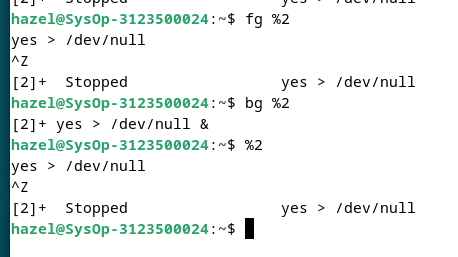 [2]+  Stopped                 yes > /dev/null
hazel@SysOp-3123500024:~$ fg %2
yes > /dev/null
^Z
[2]+  Stopped                 yes > /dev/null
hazel@SysOp-3123500024:~$ bg %2
[2]+ yes > /dev/null &
hazel@SysOp-3123500024:~$ %2
yes > /dev/null
^Z
[2]+  Stopped                 yes > /dev/null
hazel@SysOp-3123500024:~$